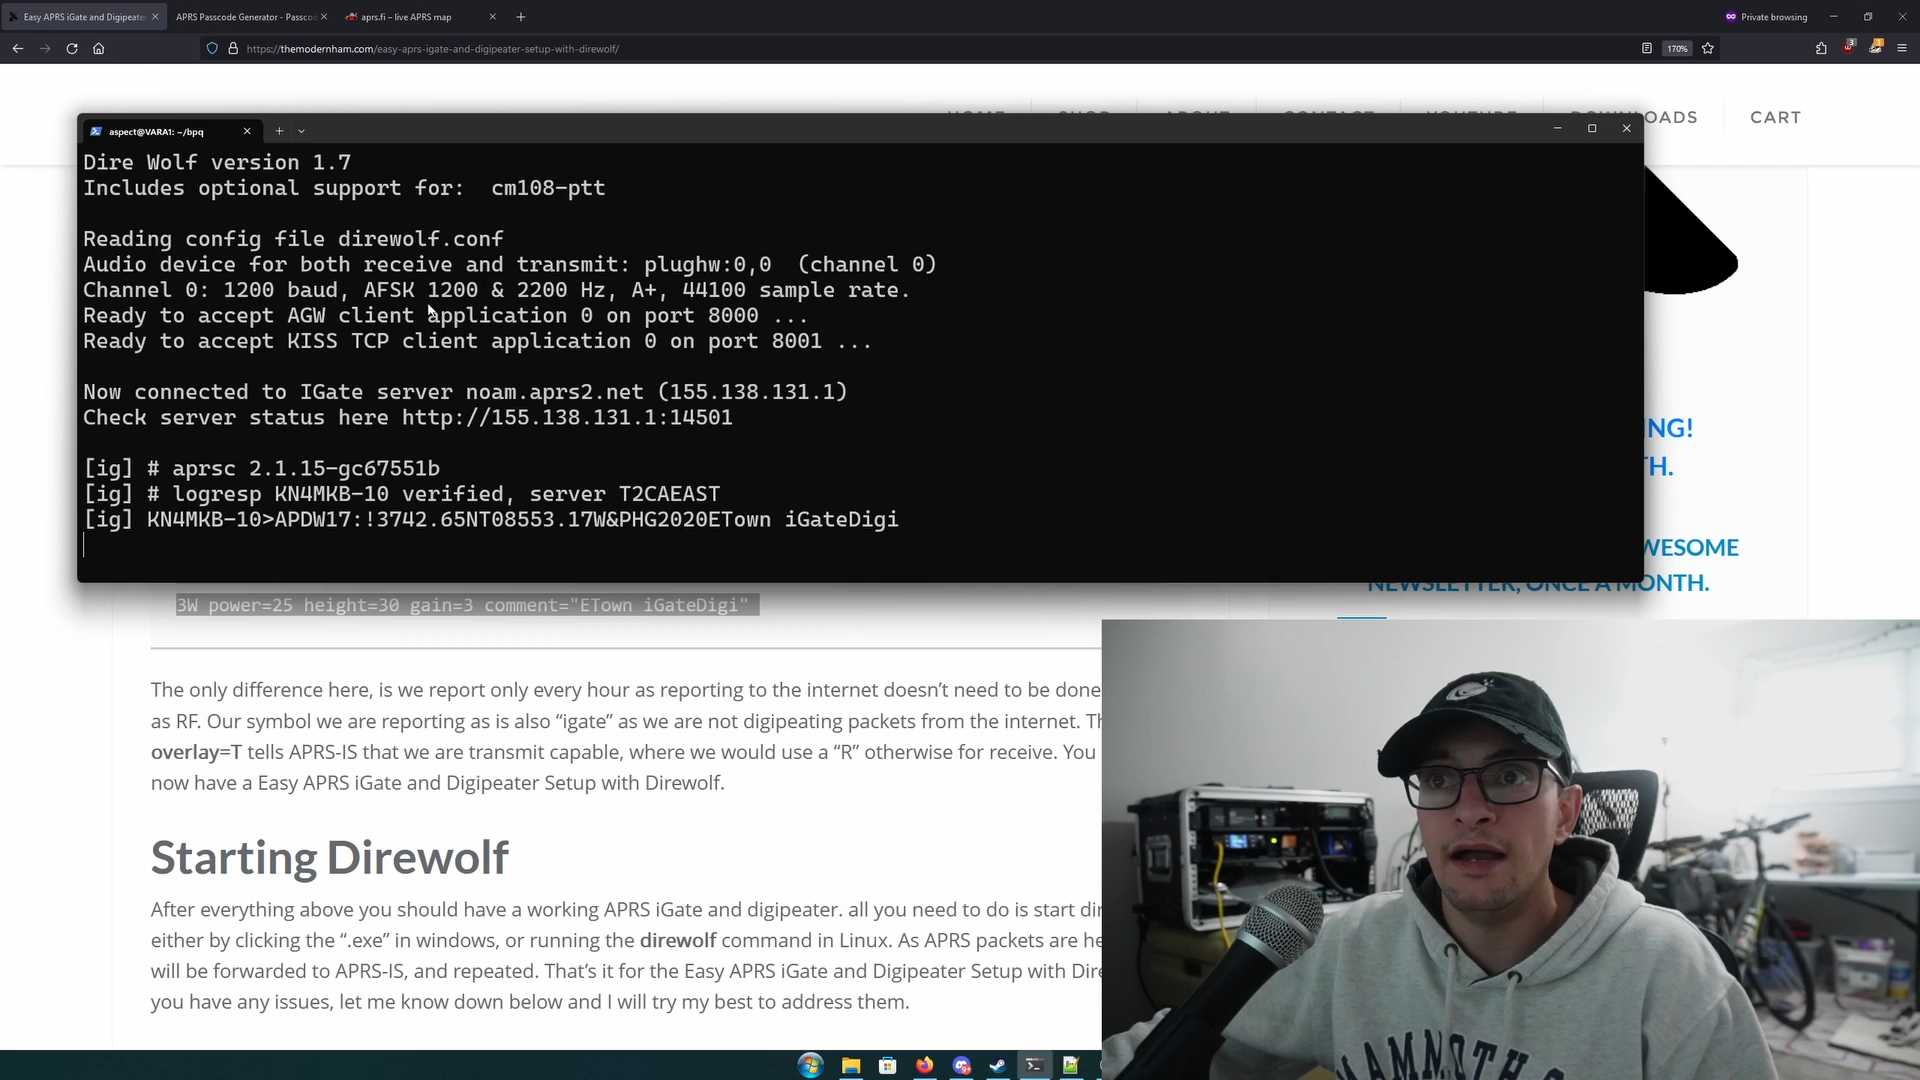 Easy APRS iGate and Digipeater
APRS Passcode Generator - Passcod
aprs.fi – live APRS map
Private browsing
https://themodernham.com/easy-aprs-igate-and-digipeater-setup-with-direwolf/
170%
3
3
CART
aspect@VARA1: ~/bpq
Dire Wolf version 1.7
Includes optional support for:  cm108-ptt
Reading config file direwolf.conf
Audio device for both receive and transmit: plughw:0,0  (channel 0)
Channel 0: 1200 baud, AFSK 1200 & 2200 Hz, A+, 44100 sample rate.
Ready to accept AGW client application 0 on port 8000 ...
Ready to accept KISS TCP client application 0 on port 8001 ...
Now connected to IGate server noam.aprs2.net (155.138.131.1)
Check server status here http://155.138.131.1:14501
[ig] # aprsc 2.1.15-gc67551b
[ig] # logresp KN4MKB-10 verified, server T2CAEAST
[ig] KN4MKB-10>APDW17:!3742.65NT08553.17W&PHG2020ETown iGateDigi
NG!
TH.
WESOME
NEWSLETTER, ONCE A MONTH.
3W power=25 height=30 gain=3 comment="ETown iGateDigi"
The only difference here, is we report only every hour as reporting to the internet doesn’t need to be done
as RF. Our symbol we are reporting as is also “igate” as we are not digipeating packets from the internet. Th
overlay=T tells APRS-IS that we are transmit capable, where we would use a “R” otherwise for receive. You
now have a Easy APRS iGate and Digipeater Setup with Direwolf.
Starting Direwolf
After everything above you should have a working APRS iGate and digipeater. all you need to do is start dir
either by clicking the “.exe” in windows, or running the direwolf command in Linux. As APRS packets are he
will be forwarded to APRS-IS, and repeated. That’s it for the Easy APRS iGate and Digipeater Setup with Dire
you have any issues, let me know down below and I will try my best to address them.
MAMMOTH